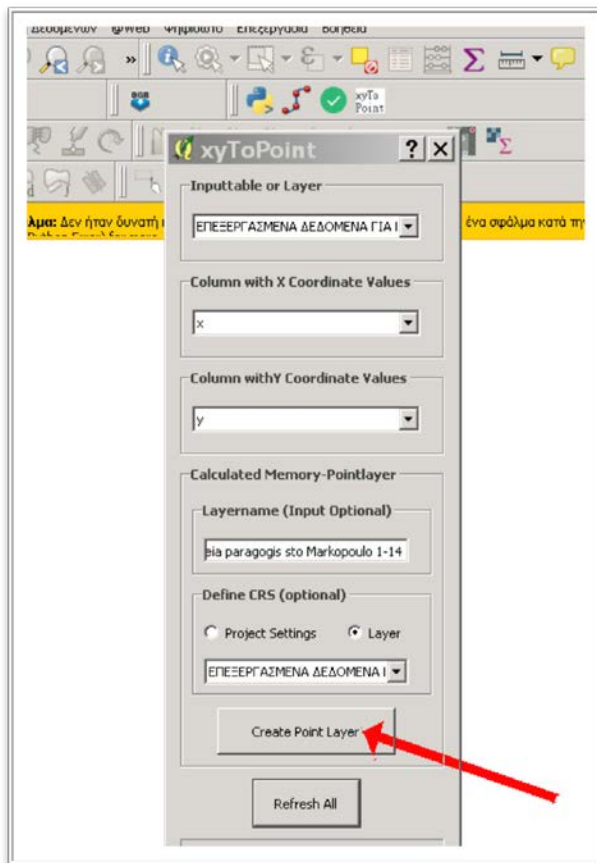 Δεδομένων @Web Ψηφιδωτό Επεξεργασία Βοήθεια
»
Σ
BGR
xyTo
Point
Σ
xyToPoint
? X
Inputtable or Layer
λμα: Δεν ήταν δυνατή
ένα σφάλμα κατά τη
ΕΠΕΞΕΡΓΑΣΜΕΝΑ ΔΕΔΟΜΕΝΑ ΓΙΑ
Column with X Coordinate Values
x
Column withY Coordinate Values
y
Calculated Memory-Pointlayer
Layername (Input Optional)
eia paragogis sto Markopoulo 1-14
Define CRS (optional)
Project Settings Layer
ΕΠΕΞΕΡΓΑΣΜΕΝΑ ΔΕΔΟΜΕΝΑ
Create Point Layer
Refresh All